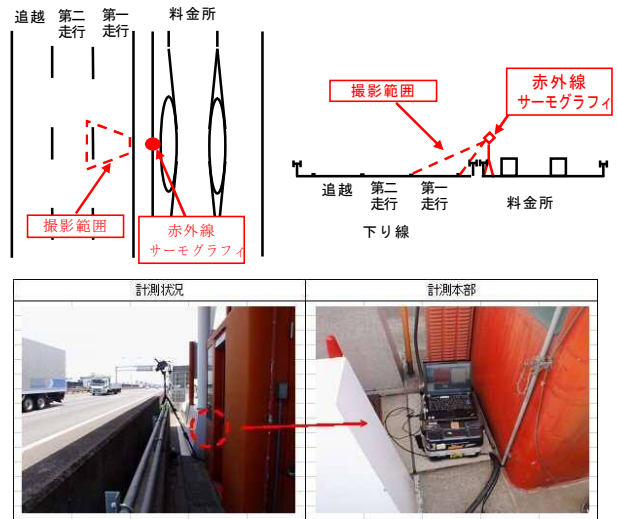 追越
第二
走行
第一
走行
料金所
撮影範囲
赤外線
サーモグラフィ
撮影範囲
赤外線
サーモグラフィ
追越
第二
走行
第一
走行
料金所
下り線
計測状況
計測本部